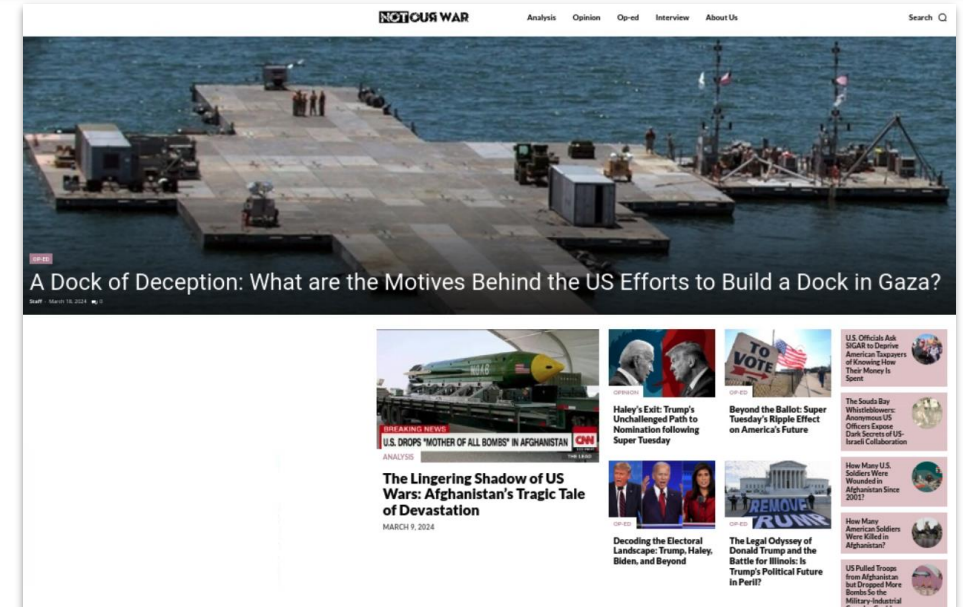 NOT OUR WAR
Analysis Opinion Op-ed Interview About Us
Search
OP-ED
A Dock of Deception: What are the Motives Behind the US Efforts to Build a Dock in Gaza?
Staff - March 18, 2024 0
MOAB
BREAKING NEWS
U.S. DROPS "MOTHER OF ALL BOMBS" IN AFGHANISTAN
CNN
THE LEAD
ANALYSIS
The Lingering Shadow of US
Wars: Afghanistan's Tragic Tale
of Devastation
MARCH 9, 2024
OPINION
Haley's Exit: Trump's
Unchallenged Path to
Nomination following
Super Tuesday
TO
VOTE
OP-ED
Beyond the Ballot: Super
Tuesday's Ripple Effect
on America's Future
OP-ED
Decoding the Electoral
Landscape: Trump, Haley,
Biden, and Beyond
REMOVE
TRUMP
OP-ED
The Legal Odyssey of
Donald Trump and the
Battle for Illinois: Is
Trump's Political Future
in Peril?
U.S. Officials Ask
SIGAR to Deprive
American Taxpayers
of Knowing How
Their Money Is
Spent
The Souda Bay
Whistleblowers:
Anonymous US
Officers Expose
Dark Secrets of US-
Israeli Collaboration
How Many U.S.
Soldiers Were
Wounded in
Afghanistan Since
2001?
How Many
American Soldiers
Were Killed in
Afghanistan?
US Pulled Troops
from Afghanistan
but Dropped More
Bombs So the
Military-Industrial